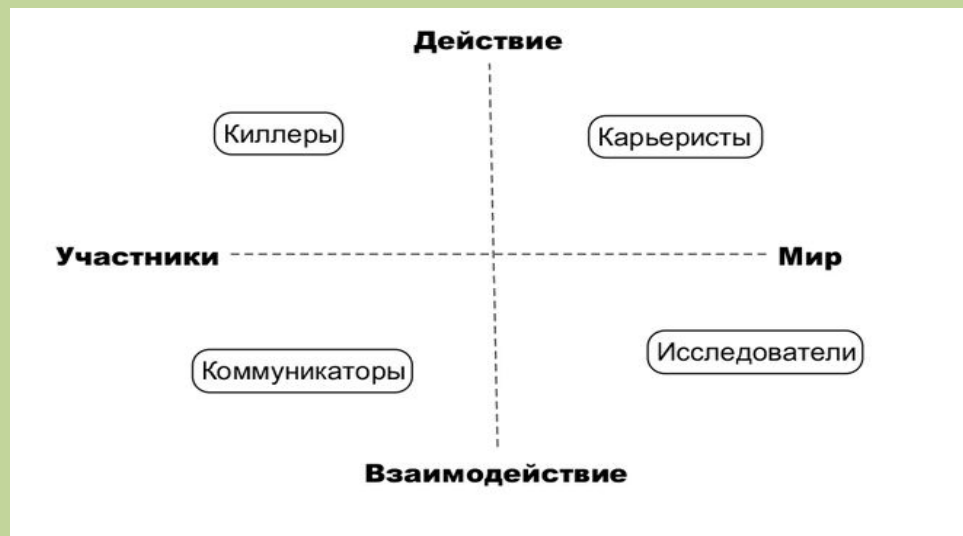 Действие
Киллеры
Карьеристы
Участники
Мир
Коммуникаторы
Исследователи
Взаимодействие